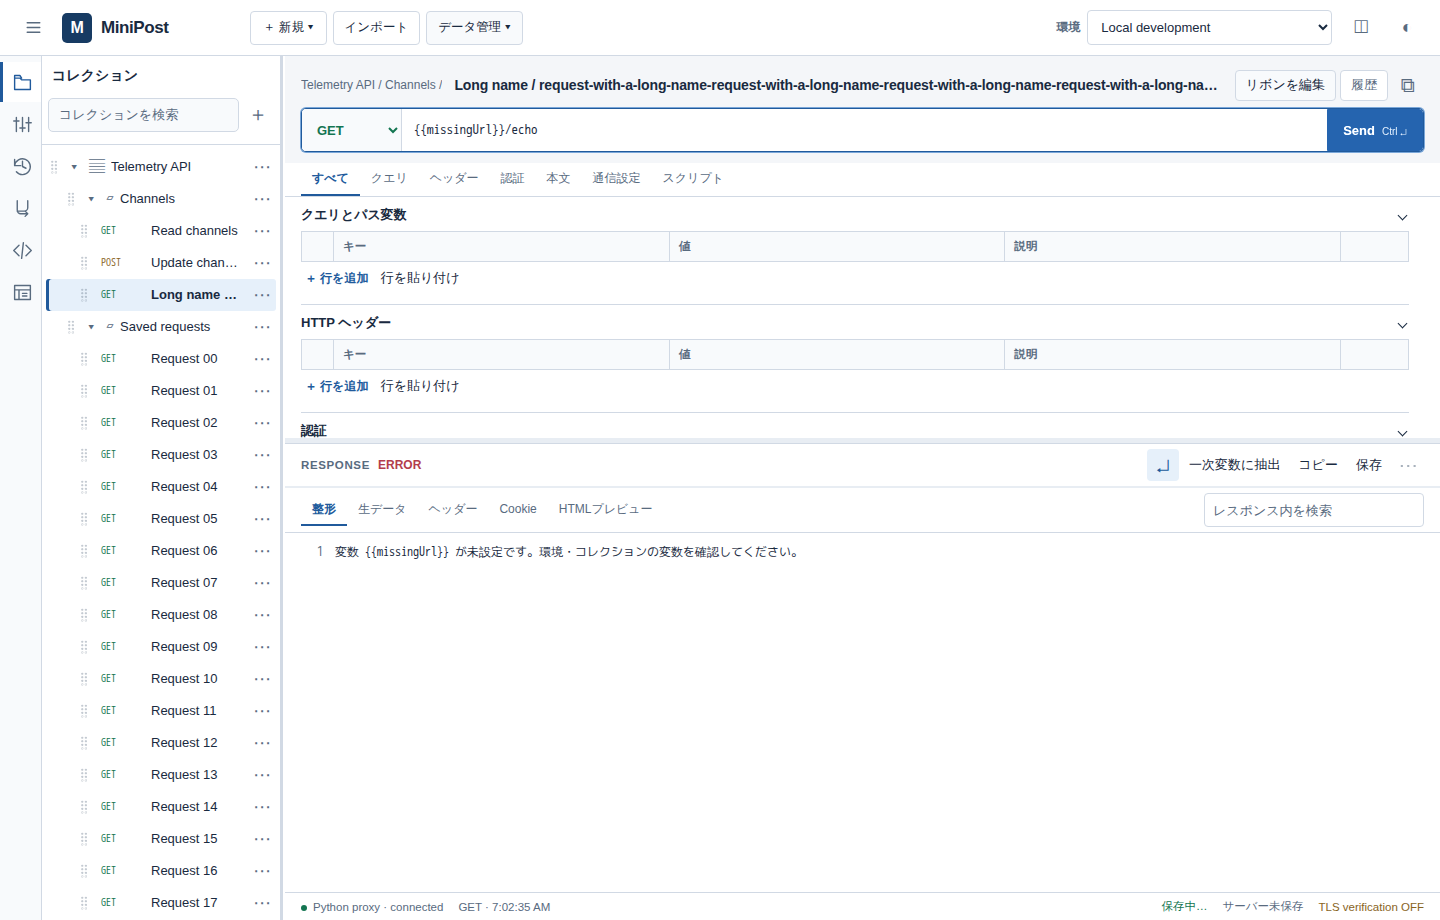 M MiniPost
＋ 新規 ▾
インポート
データ管理 ▾
環境
Local development
コレクション
コレクションを検索
Telemetry API
Channels
GET Read channels
POST Update chan…
GET Long name …
Saved requests
GET Request 00
GET Request 01
GET Request 02
GET Request 03
GET Request 04
GET Request 05
GET Request 06
GET Request 07
GET Request 08
GET Request 09
GET Request 10
GET Request 11
GET Request 12
GET Request 13
GET Request 14
GET Request 15
GET Request 16
GET Request 17
Telemetry API / Channels / Long name / request-with-a-long-name-request-with-a-long-name-request-with-a-long-name-request-with-a-long-na…
リボンを編集
履歴
GET {{missingUrl}}/echo
Send Ctrl ⏎
すべて クエリ ヘッダー 認証 本文 通信設定 スクリプト
クエリとパス変数
キー 値 説明
＋ 行を追加 行を貼り付け
HTTP ヘッダー
キー 値 説明
＋ 行を追加 行を貼り付け
認証
RESPONSE ERROR
一次変数に抽出 コピー 保存 ···
整形 生データ ヘッダー Cookie HTMLプレビュー
レスポンス内を検索
1 変数 {{missingUrl}} が未設定です。環境・コレクションの変数を確認してください。
Python proxy · connected GET · 7:02:35 AM
保存中… サーバー未保存 TLS verification OFF